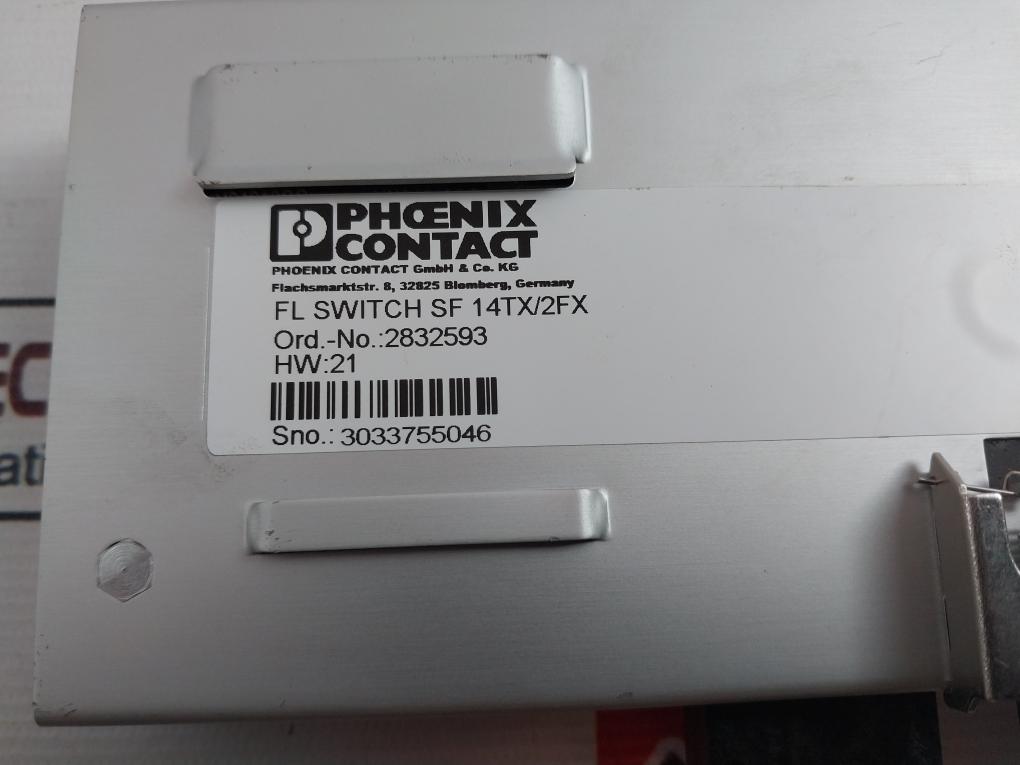 PHŒNIX
CONTACT
PHOENIX CONTACT GmbH & Co. KG
Flachsmarktstr. 8, 32825 Blomberg, Germany
FL SWITCH SF 14TX/2FX
Ord.-No.:2832593
HW:21
Sno.: 3033755046